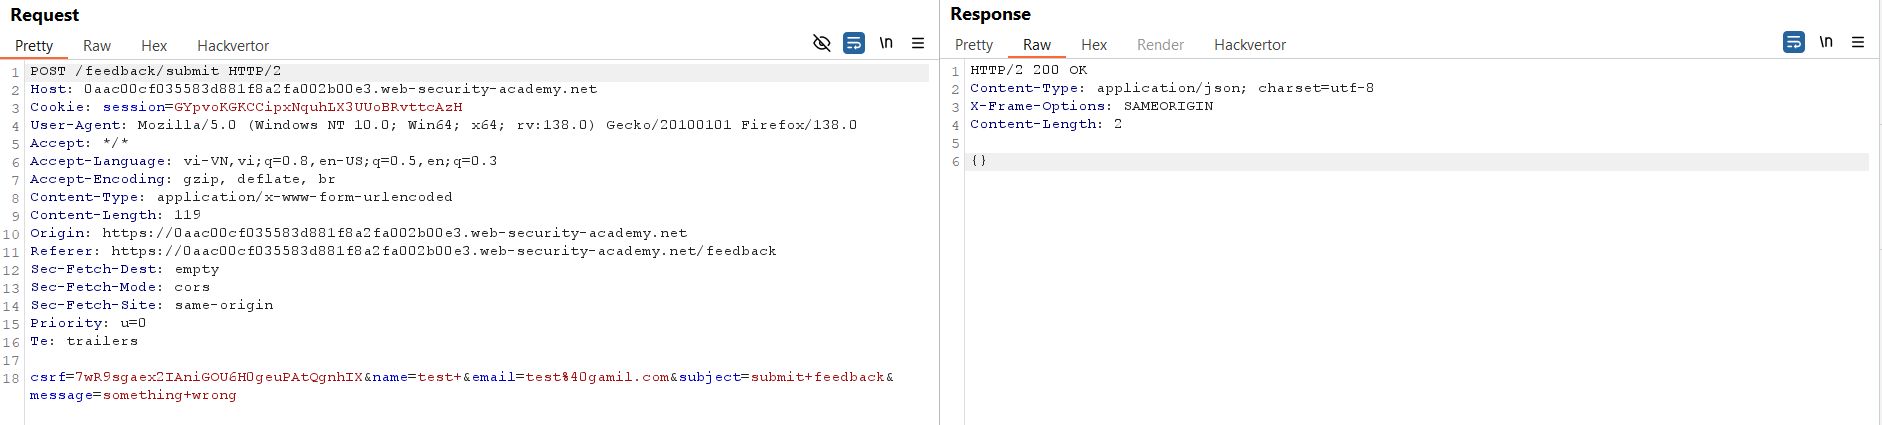 Request
Pretty Raw Hex Hackvertor
\n
1 POST /feedback/submit HTTP/2
2 Host: 0aac00cf035583d881f8a2fa002b00e3.web-security-academy.net
3 Cookie: session=GYpvoKGKCCipxNquhLX3UUoBRvttcAzH
4 User-Agent: Mozilla/5.0 (Windows NT 10.0; Win64; x64; rv:138.0) Gecko/20100101 Firefox/138.0
5 Accept: */*
6 Accept-Language: vi-VN,vi;q=0.8,en-US;q=0.5,en;q=0.3
7 Accept-Encoding: gzip, deflate, br
8 Content-Type: application/x-www-form-urlencoded
9 Content-Length: 119
10 Origin: https://0aac00cf035583d881f8a2fa002b00e3.web-security-academy.net
11 Referer: https://0aac00cf035583d881f8a2fa002b00e3.web-security-academy.net/feedback
12 Sec-Fetch-Dest: empty
13 Sec-Fetch-Mode: cors
14 Sec-Fetch-Site: same-origin
15 Priority: u=0
16 Te: trailers
17
18 csrf=7wR9sgaex2IAniGOU6H0geuPAtQgnhIX&name=test+&email=test%40gamil.com&subject=submit+feedback&
message=something+wrong
Response
Pretty Raw Hex Render Hackvertor
\n
1 HTTP/2 200 OK
2 Content-Type: application/json; charset=utf-8
3 X-Frame-Options: SAMEORIGIN
4 Content-Length: 2
5
6 {}